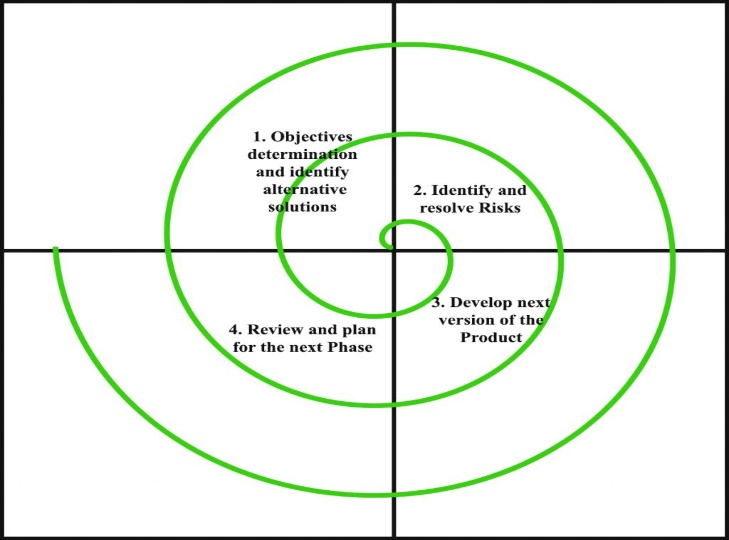 1. Objectives
determination
and identify
alternative
solutions
2. Identify and
resolve Risks
3. Develop next
version of the
Product
4. Review and plan
for the next Phase